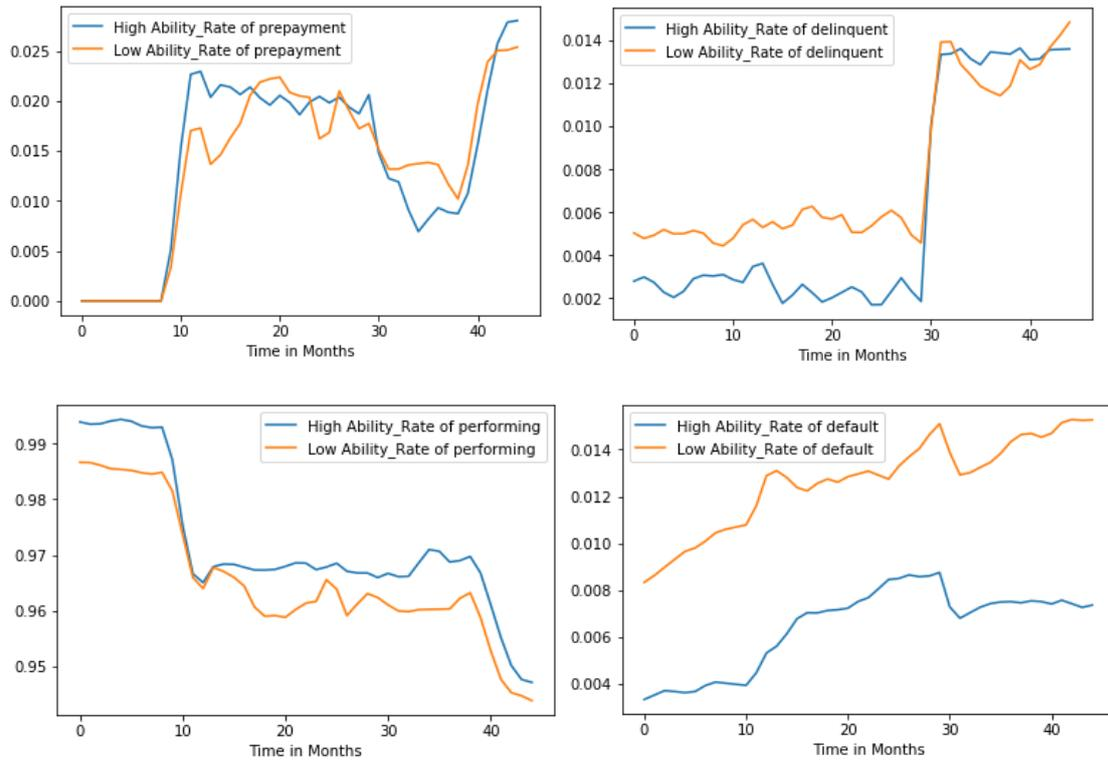 High Ability_Rate of prepayment
Low Ability_Rate of prepayment
0.025
0.020
0.015
0.010
0.005
0.000
0 10 20 30 40
Time in Months
High Ability_Rate of delinquent
Low Ability_Rate of delinquent
0.014
0.012
0.010
0.008
0.006
0.004
0.002
0 10 20 30 40
Time in Months
High Ability_Rate of performing
Low Ability_Rate of performing
0.99
0.98
0.97
0.96
0.95
0 10 20 30 40
Time in Months
High Ability_Rate of default
Low Ability_Rate of default
0.014
0.012
0.010
0.008
0.006
0.004
0 10 20 30 40
Time in Months